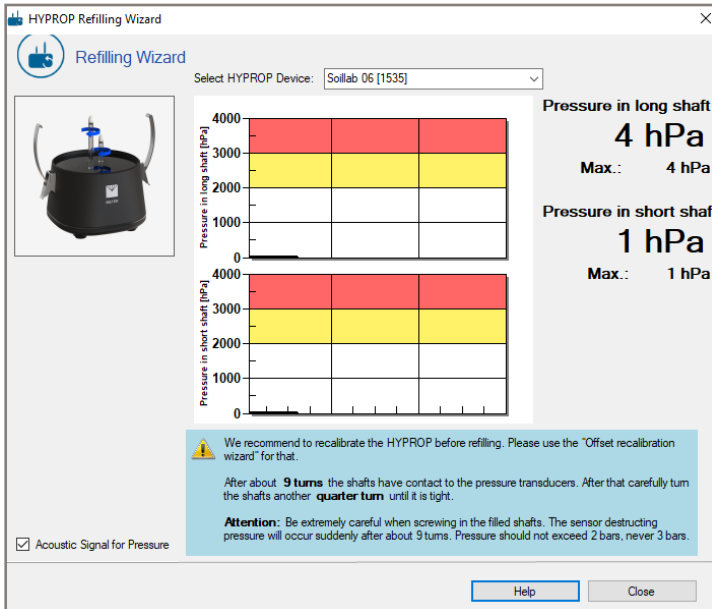 HYPROP Refilling Wizard
Refilling Wizard
Select HYPROP Device: Soillab 06 [1535]
Pressure in long shaft [hPa]
4000
3000
2000
1000
0
Pressure in long shaft
4 hPa
Max.: 4 hPa
Pressure in short shaft [hPa]
4000
3000
2000
1000
0
Pressure in short shaf
1 hPa
Max.: 1 hPa
We recommend to recalibrate the HYPROP before refilling. Please use the "Offset recalibration
wizard" for that.
After about 9 turns the shafts have contact to the pressure transducers. After that carefully turn
the shafts another quarter turn until it is tight.
Attention: Be extremely careful when screwing in the filled shafts. The sensor destructing
pressure will occur suddenly after about 9 turns. Pressure should not exceed 2 bars, never 3 bars.
Acoustic Signal for Pressure
Help
Close